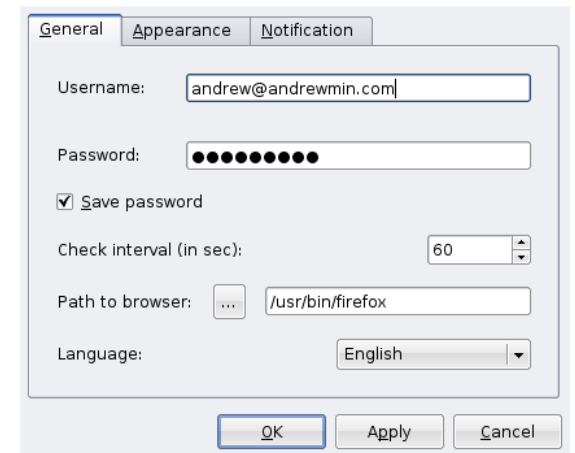 General Appearance Notification
Username: andrew@andrewmin.com
Password: ●●●●●●●●●
Save password
Check interval (in sec): 60
Path to browser: ... /usr/bin/firefox
Language: English
OK Apply Cancel